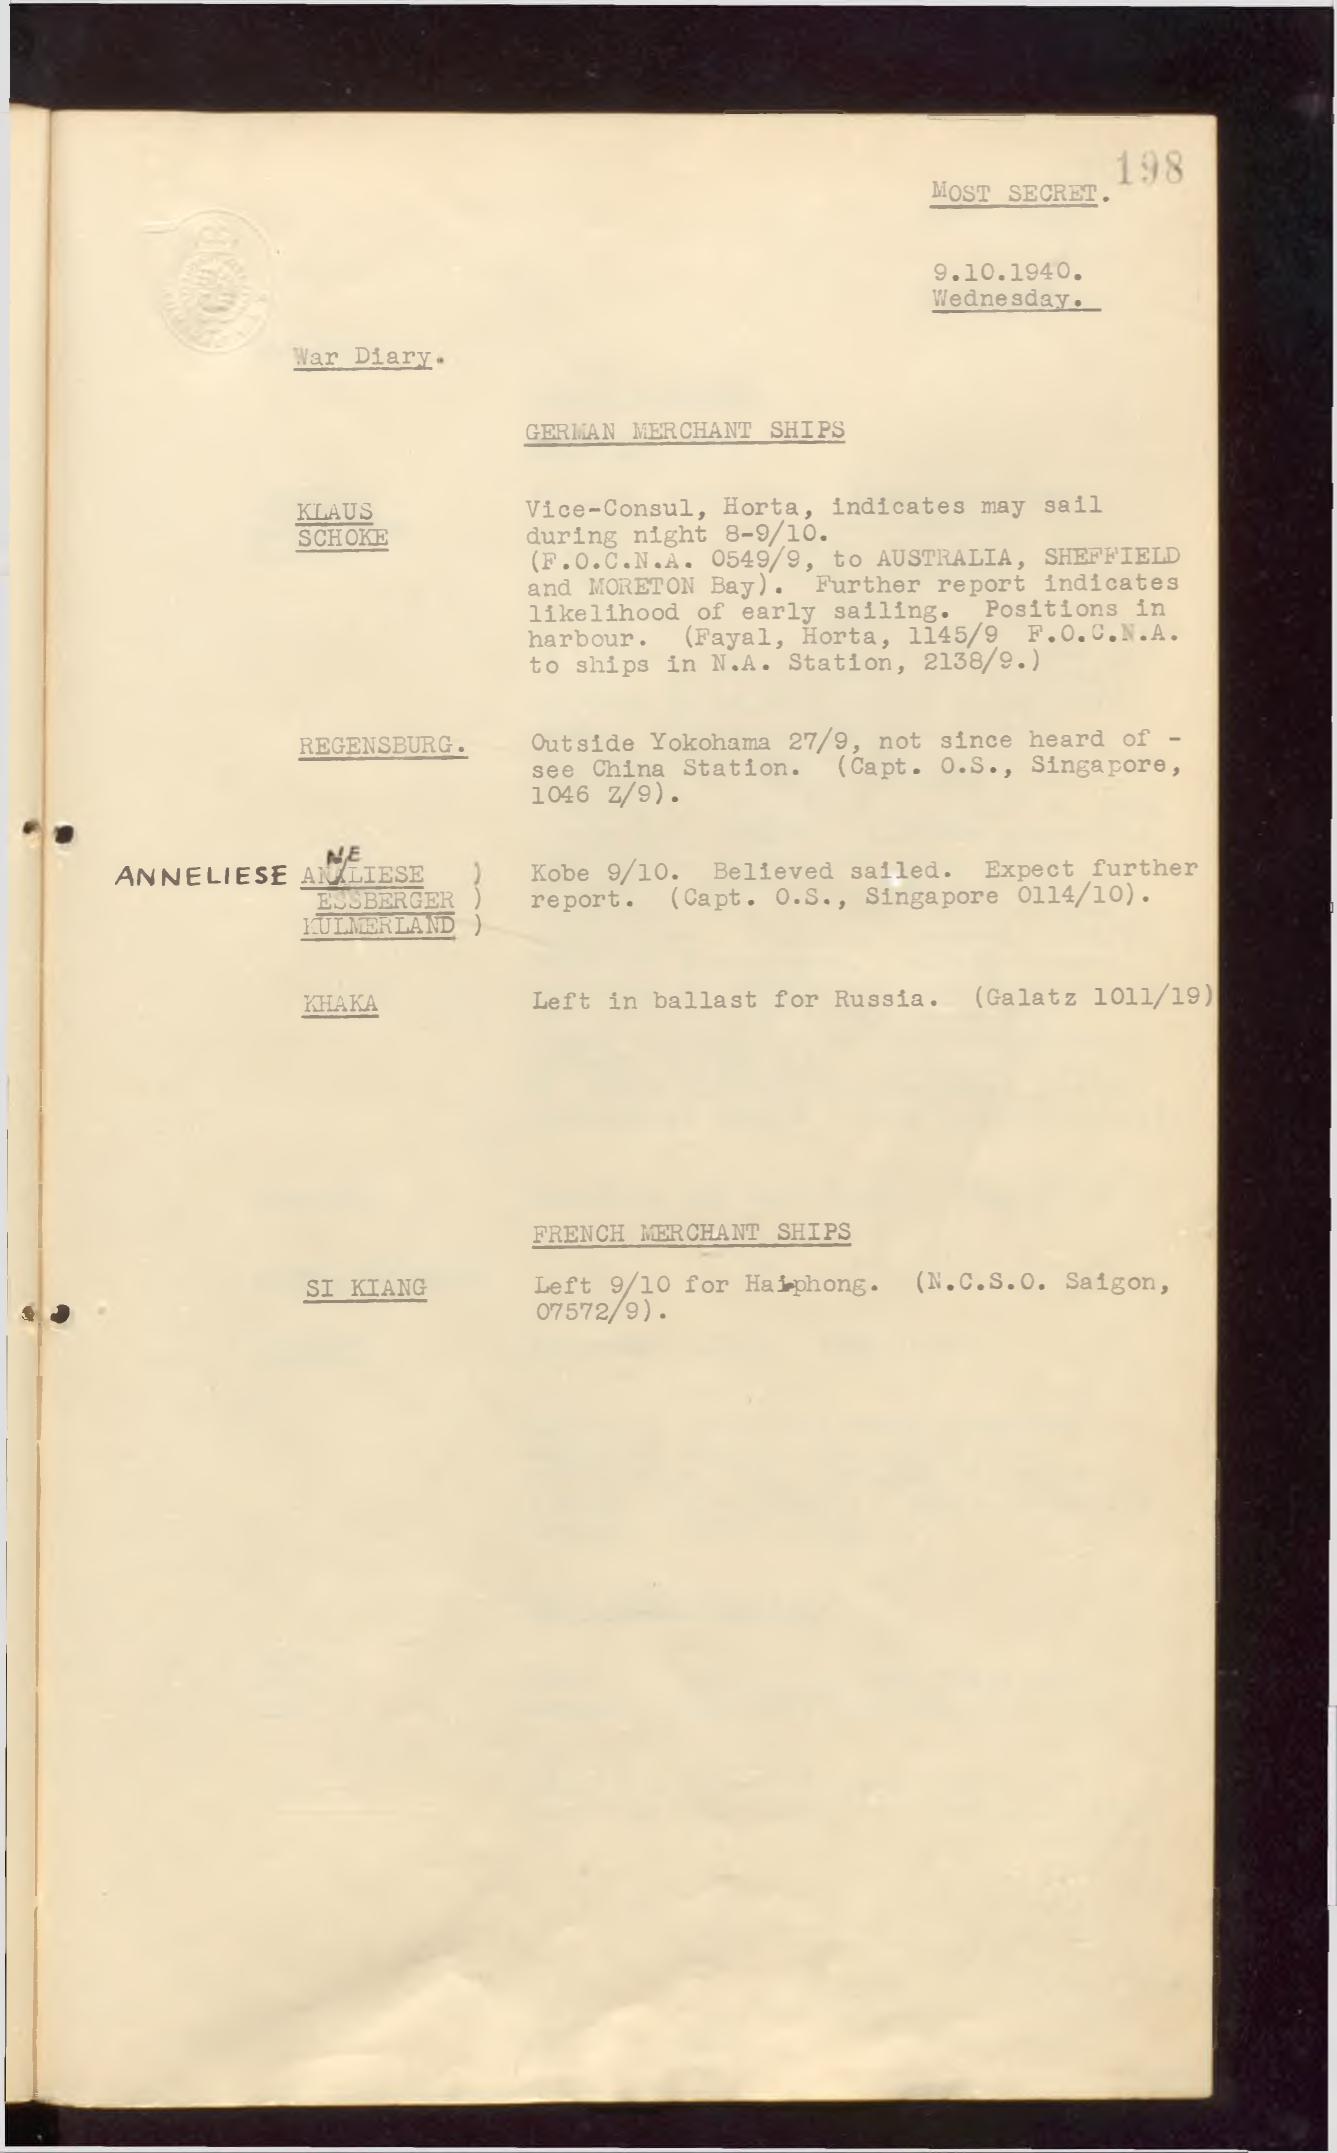 198
MOST SECRET.
9.10.1940.
Wednesday.
War Diary.
GERMAN MERCHANT SHIPS
KLAUS
SCHOKE
Vice-Consul, Horta, indicates may sail
during night 8-9/10.
(F.O.C.N.A. 0549/9, to AUSTRALIA, SHEFFIELD
and MORETON Bay). Further report indicates
likelihood of early sailing. Positions in
harbour. (Fayal, Horta, 1145/9 F.O.C.N.A.
to ships in N.A. Station, 2138/9.)
REGENSBURG.
Outside Yokohama 27/9, not since heard of -
see China Station. (Capt. O.S., Singapore,
1046 Z/9).
NE
ANNELIESE ANALIESE )
ESSBERGER )
KULMERLAND )
Kobe 9/10. Believed sailed. Expect further
report. (Capt. O.S., Singapore 0114/10).
KHAKA
Left in ballast for Russia. (Galatz 1011/19)
FRENCH MERCHANT SHIPS
SI KIANG
Left 9/10 for Haiphong. (N.C.S.O. Saigon,
07572/9).